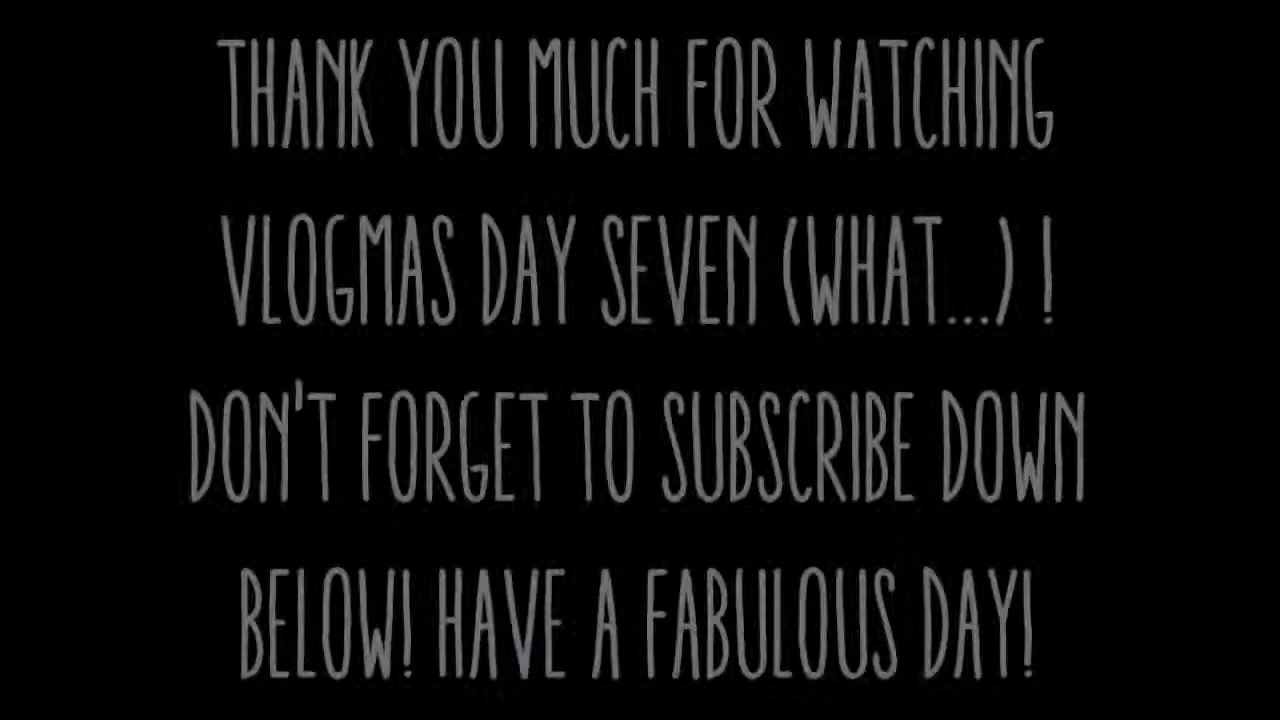 THANK YOU MUCH FOR WATCHING
VLOGMAS DAY SEVEN (WHAT...) !
DON'T FORGET TO SUBSCRIBE DOWN
BELOW! HAVE A FABULOUS DAY!